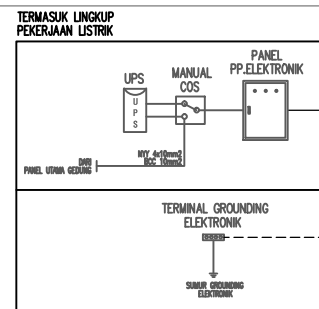 TERMASUK LINGKUP
PEKERJAAN LISTRIK
PANEL
PP.ELEKTRONIK
MANUAL
COS
UPS
U
P
S
NYY 4x10mm2
BCC 10mm2
DARI
PANEL UTAMA GEDUNG
TERMINAL GROUNDING
ELEKTRONIK
SUMUR GROUNDING
ELEKTRONIK